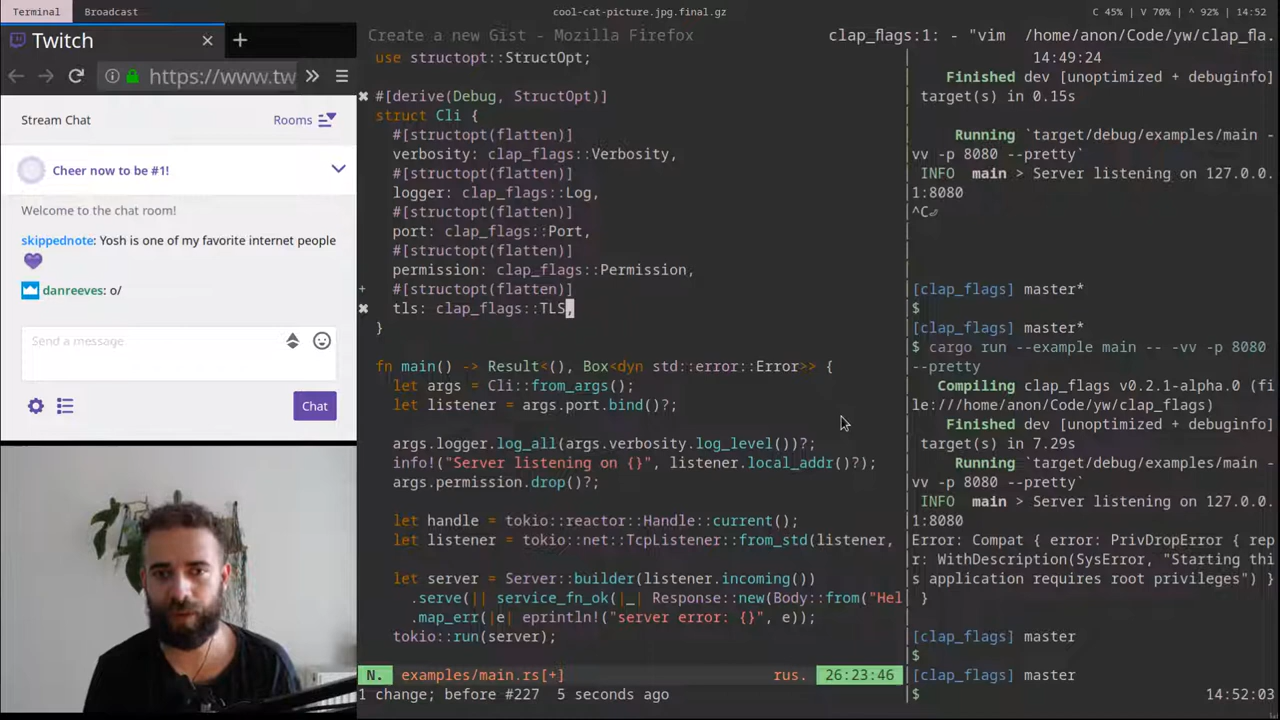 Terminal
Broadcast
cool-cat-picture.jpg.final.gz
C 45% | V 70% | ^ 92% | 14:52
Twitch
https://www.tw
Stream Chat
Rooms
Cheer now to be #1!
Welcome to the chat room!
skippednote: Yosh is one of my favorite internet people
danreeves: o/
Send a message
Chat
Create a new Gist - Mozilla Firefox
use structopt::StructOpt;
#[derive(Debug, StructOpt)]
struct Cli {
#[structopt(flatten)]
verbosity: clap_flags::Verbosity,
#[structopt(flatten)]
logger: clap_flags::Log,
#[structopt(flatten)]
port: clap_flags::Port,
#[structopt(flatten)]
permission: clap_flags::Permission,
+ #[structopt(flatten)]
tls: clap_flags::TLS,
}
fn main() -> Result<(), Box<dyn std::error::Error>> {
let args = Cli::from_args();
let listener = args.port.bind()?;
args.logger.log_all(args.verbosity.log_level())?;
info!("Server listening on {}", listener.local_addr()?);
args.permission.drop()?;
let handle = tokio::reactor::Handle::current();
let listener = tokio::net::TcpListener::from_std(listener,
let server = Server::builder(listener.incoming())
.serve(|| service_fn_ok(|_| Response::new(Body::from("Hel
.map_err(|e| eprintln!("server error: {}", e));
tokio::run(server);
N. examples/main.rs[+] rus. 26:23:46
1 change; before #227 5 seconds ago
clap_flags:1: - "vim /home/anon/Code/yw/clap_fla.
14:49:24
Finished dev [unoptimized + debuginfo]
target(s) in 0.15s
Running `target/debug/examples/main -
vv -p 8080 --pretty`
INFO main > Server listening on 127.0.0.
1:8080
^C⏎
[clap_flags] master*
$
[clap_flags] master*
$ cargo run --example main -- -vv -p 8080
--pretty
Compiling clap_flags v0.2.1-alpha.0 (fi
le:///home/anon/Code/yw/clap_flags)
Finished dev [unoptimized + debuginfo]
target(s) in 7.29s
Running `target/debug/examples/main -
vv -p 8080 --pretty`
INFO main > Server listening on 127.0.0.
1:8080
Error: Compat { error: PrivDropError { rep
r: WithDescription(SysError, "Starting thi
s application requires root privileges") }
}
[clap_flags] master
$
[clap_flags] master
$ 14:52:03